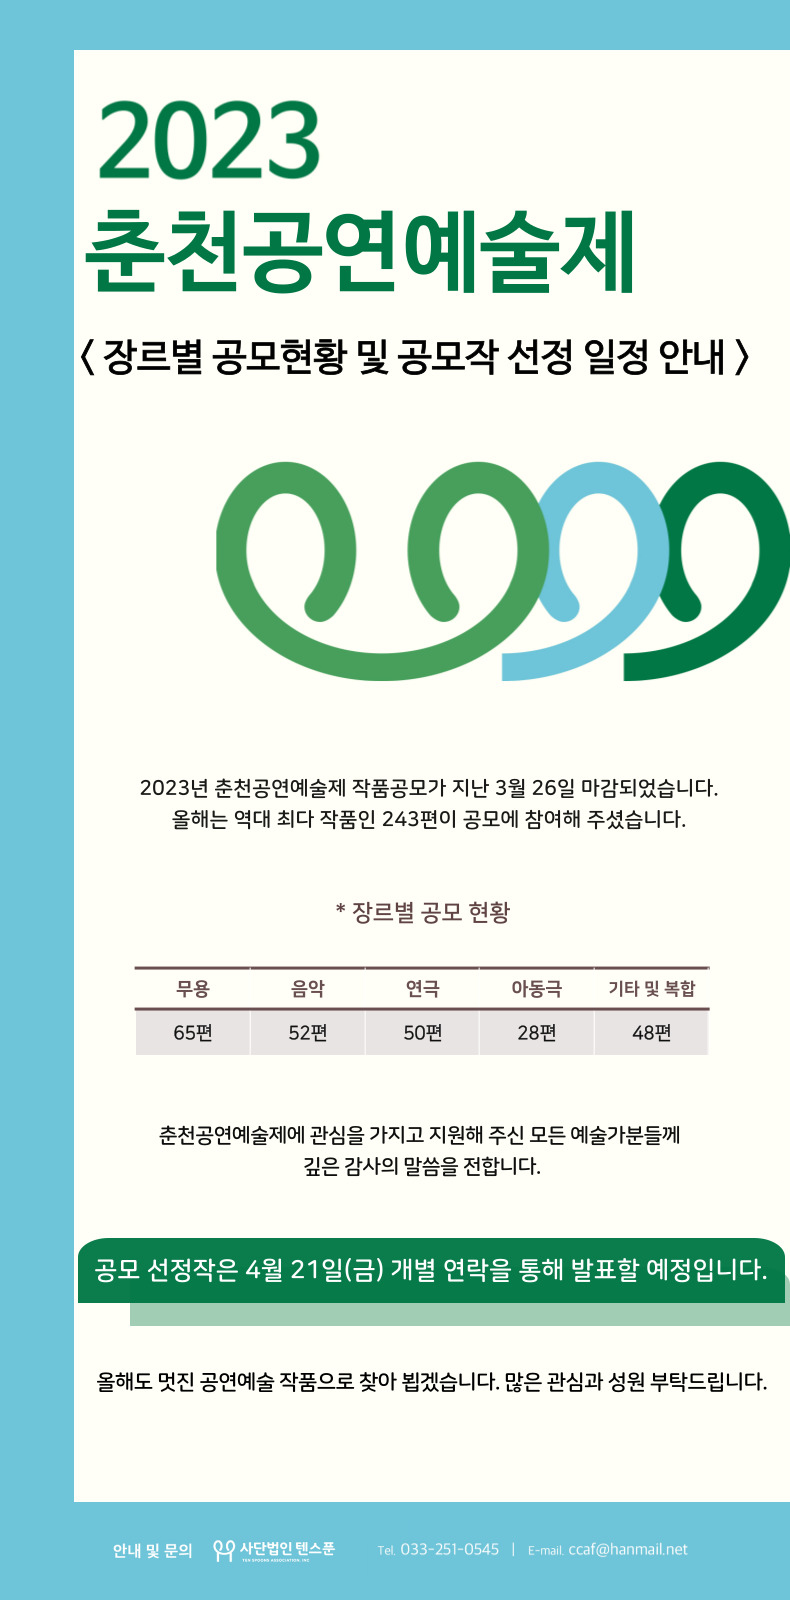 2023
춘천공연예술제
〈 장르별 공모현황 및 공모작 선정 일정 안내 〉
2023년 춘천공연예술제 작품공모가 지난 3월 26일 마감되었습니다.
올해는 역대 최다 작품인 243편이 공모에 참여해 주셨습니다.
* 장르별 공모 현황
무용 음악 연극 아동극 기타 및 복합
65편 52편 50편 28편 48편
춘천공연예술제에 관심을 가지고 지원해 주신 모든 예술가분들께
깊은 감사의 말씀을 전합니다.
공모 선정작은 4월 21일(금) 개별 연락을 통해 발표할 예정입니다.
올해도 멋진 공연예술 작품으로 찾아 뵙겠습니다. 많은 관심과 성원 부탁드립니다.
안내 및 문의 사단법인 텐스푼 Tel. 033-251-0545 | E-mail. ccaf@hanmail.net
TEN SPOONS ASSOCIATION, INC